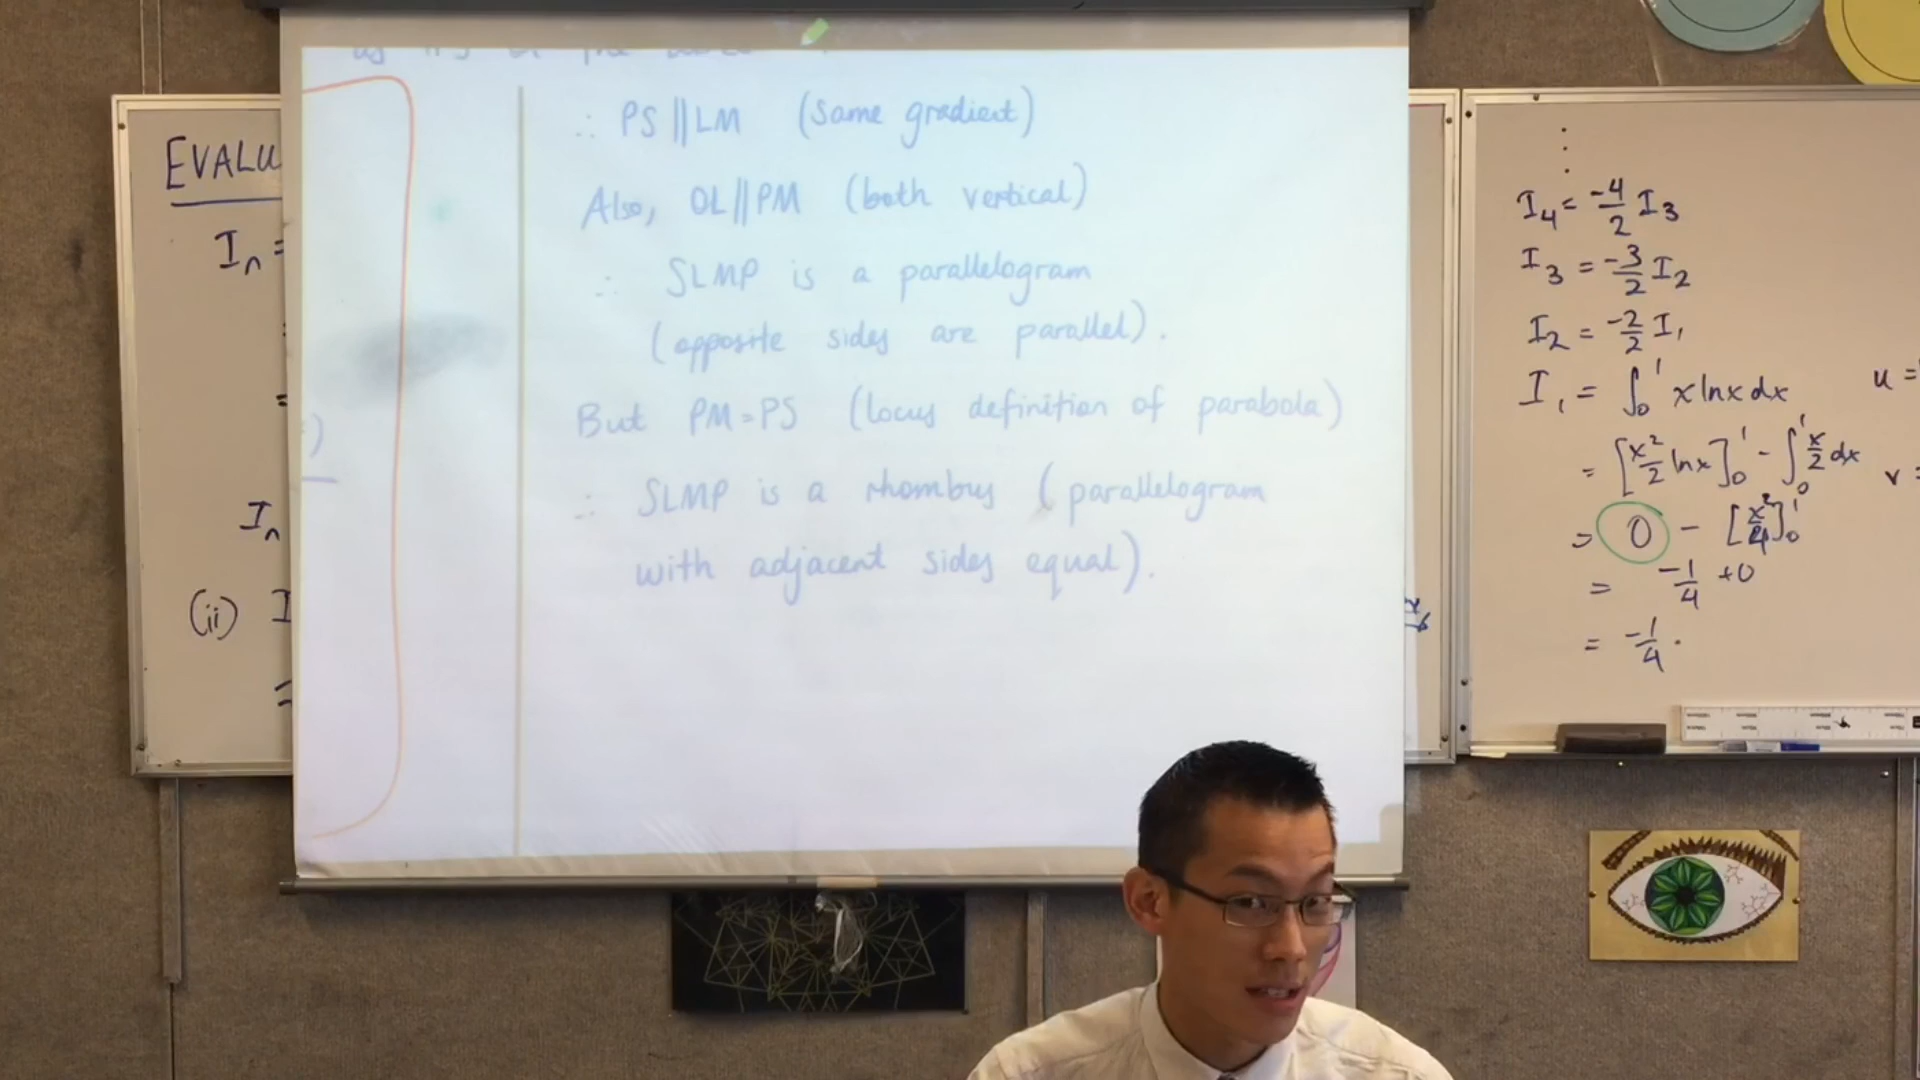 ∴ PS ∥ LM (same gradient)
Also, OL ∥ PM (both vertical)
∴ SLMP is a parallelogram
(opposite sides are parallel).
But PM = PS (locus definition of parabola)
∴ SLMP is a rhombus (parallelogram
with adjacent sides equal).
EVALU
Iₙ =
=
Iₙ
(ii) I
=
I₄ = -4/2 I₃
I₃ = -3/2 I₂
I₂ = -2/2 I₁
I₁ = ∫₀¹ x ln x dx
= [x²/2 ln x]₀¹ - ∫₀¹ x/2 dx
= 0 - [x²/4]₀¹
= -1/4 + 0
= -1/4.
u =
v =